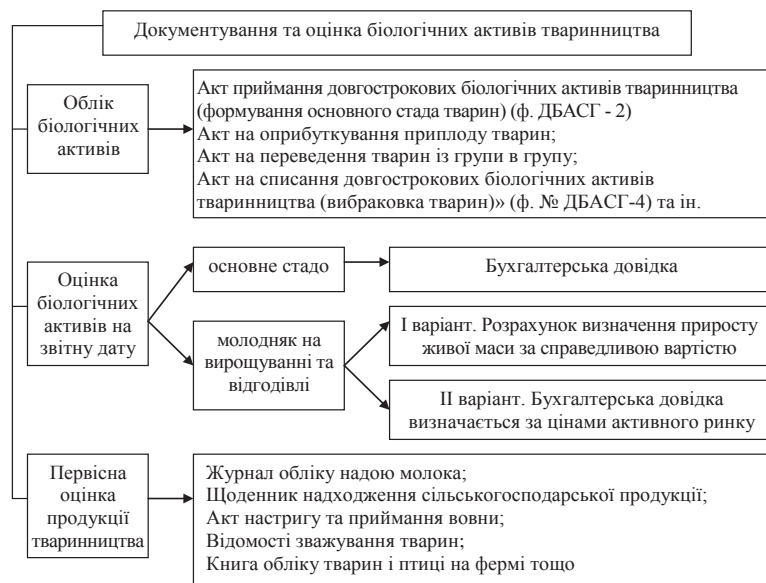 Документування та оцінка біологічних активів тваринництва
Облік
біологічних
активів
Акт приймання довгострокових біологічних активів тваринництва
(формування основного стада тварин) (ф. ДБАСГ - 2)
Акт на оприбуткування приплоду тварин;
Акт на переведення тварин із групи в групу;
Акт на списання довгострокових біологічних активів
тваринництва (вибраковка тварин)» (ф. № ДБАСГ-4) та ін.
Оцінка
біологічних
активів на
звітну дату
основне стадо
Бухгалтерська довідка
молодняк на
вирощуванні та
відгодівлі
І варіант. Розрахунок визначення приросту
живої маси за справедливою вартістю
ІІ варіант. Бухгалтерська довідка
визначається за цінами активного ринку
Первісна
оцінка
продукції
тваринництва
Журнал обліку надою молока;
Щоденник надходження сільськогосподарської продукції;
Акт настригу та приймання вовни;
Відомості зважування тварин;
Книга обліку тварин і птиці на фермі тощо